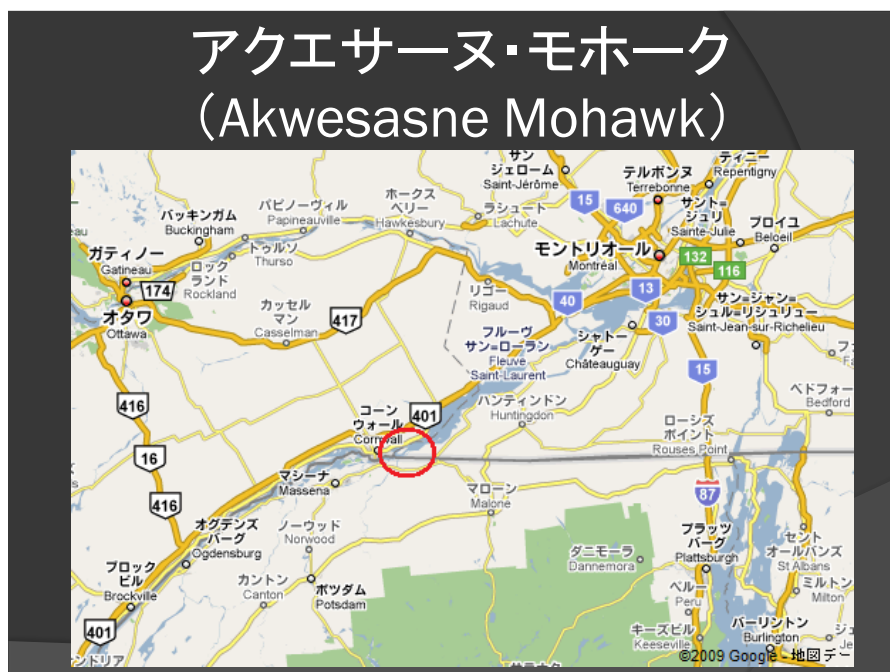 アクエサーヌ・モホーク
（Akwesasne Mohawk）
サン
ジェローム
Saint-Jérôme
テルボンヌ
Terrebonne
ティニー
Repentigny
15
640
サント=
ジュリ
Sainte-Julie
ブロイユ
Beloeil
ホークス
ベリー
Hawkesbury
ラシュート
Lachute
パピノーヴィル
Papineauville
バッキンガム
Buckingham
eau
ガティノー
Gatineau
トゥルソ
Thurso
ロック
ランド
Rockland
モントリオール
Montréal
132
116
174
オタワ
Ottawa
カッセル
マン
Casselman
417
リゴー
Rigaud
40
13
30
サン=ジャン=
シュル=リシュリュー
Saint-Jean-sur-Richelieu
フルーヴ
サン=ローラン
Fleuve
Saint-Laurent
シャトー
ゲー
Châteauguay
15
ベドフォー
Bedford
416
コーン
ウォール
Cornwall
401
ハンティンドン
Huntingdon
ローシズ
ポイント
Rouses Point
16
マシーナ
Massena
マローン
Malone
87
416
オグデンズ
バーグ
Ogdensburg
ノーウッド
Norwood
プラッツ
バーグ
Plattsburgh
セント
オールバンズ
St Albans
ダニモーラ
Dannemora
ブロック
ビル
Brockville
カントン
Canton
ポツダム
Potsdam
ペルー
Peru
ミルトン
Milton
401
キーズビル
Keeseville
バーリントン
Burlington
ンドリア
©2009 Google - 地図デー